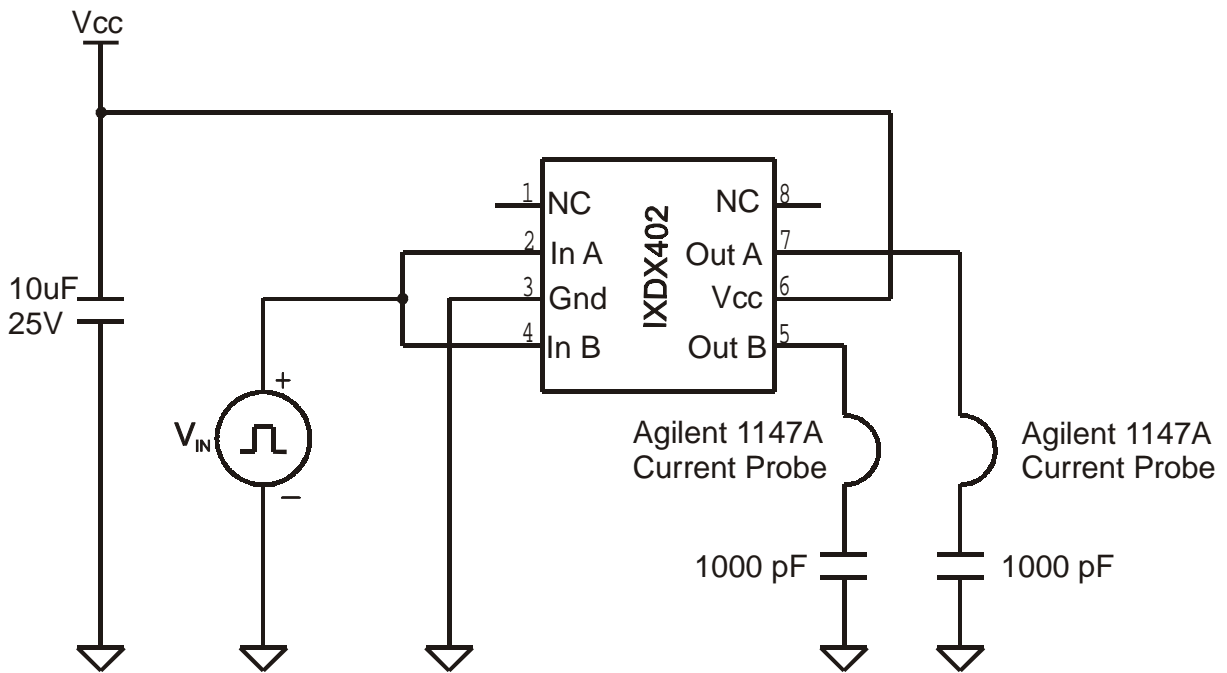 Vcc
10uF
25V
+
V_IN
−
1
NC
2
In A
3
Gnd
4
In B
IXDX402
8
NC
7
Out A
6
Vcc
5
Out B
Agilent 1147A
Current Probe
Agilent 1147A
Current Probe
1000 pF
1000 pF